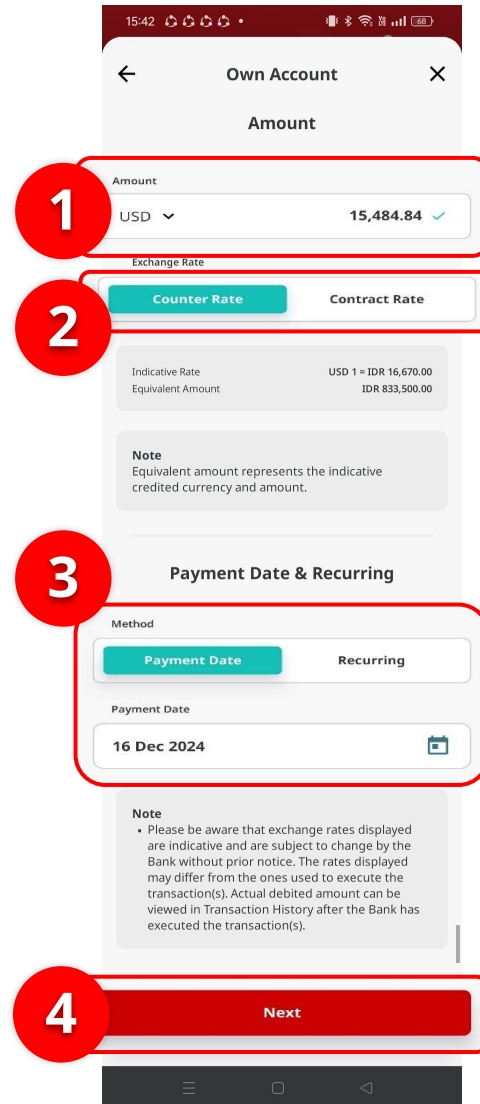 15:42
68
Own Account
Amount
1
Amount
USD
15,484.84
Exchange Rate
2
Counter Rate
Contract Rate
Indicative Rate
USD 1 = IDR 16,670.00
Equivalent Amount
IDR 833,500.00
Note
Equivalent amount represents the indicative
credited currency and amount.
3
Payment Date & Recurring
Method
Payment Date
Recurring
Payment Date
16 Dec 2024
Note
• Please be aware that exchange rates displayed
are indicative and are subject to change by the
Bank without prior notice. The rates displayed
may differ from the ones used to execute the
transaction(s). Actual debited amount can be
viewed in Transaction History after the Bank has
executed the transaction(s).
4
Next